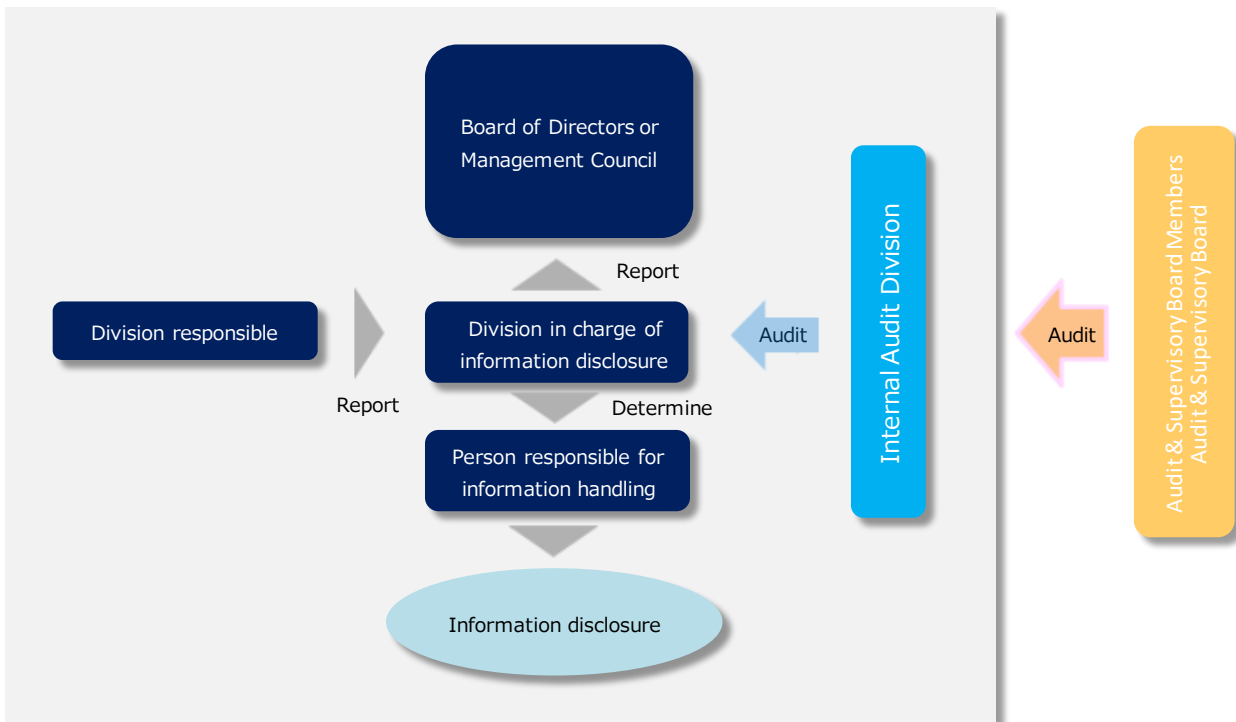 Board of Directors or
Management Council
Report
Division responsible
Report
Division in charge of
information disclosure
Determine
Person responsible for
information handling
Information disclosure
Audit
Internal Audit Division
Audit
Audit & Supervisory Board Members
Audit & Supervisory Board